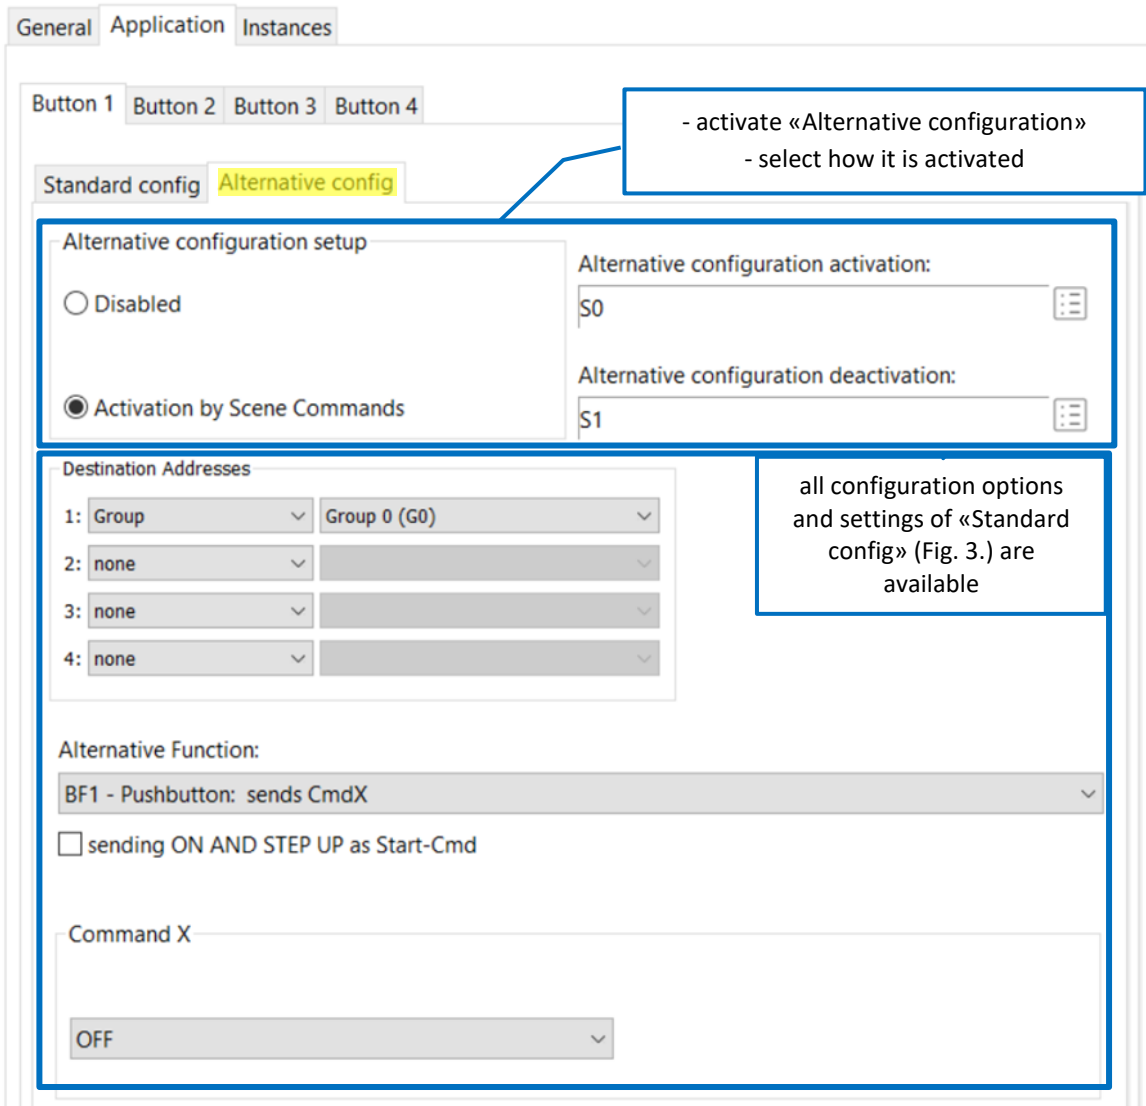 General Application Instances
Button 1 Button 2 Button 3 Button 4
- activate «Alternative configuration»
- select how it is activated
Standard config Alternative config
Alternative configuration setup
Disabled
Activation by Scene Commands
Alternative configuration activation:
S0
Alternative configuration deactivation:
S1
Destination Addresses
1: Group Group 0 (G0)
2: none
3: none
4: none
all configuration options
and settings of «Standard
config» (Fig. 3.) are
available
Alternative Function:
BF1 - Pushbutton: sends CmdX
sending ON AND STEP UP as Start-Cmd
Command X
OFF